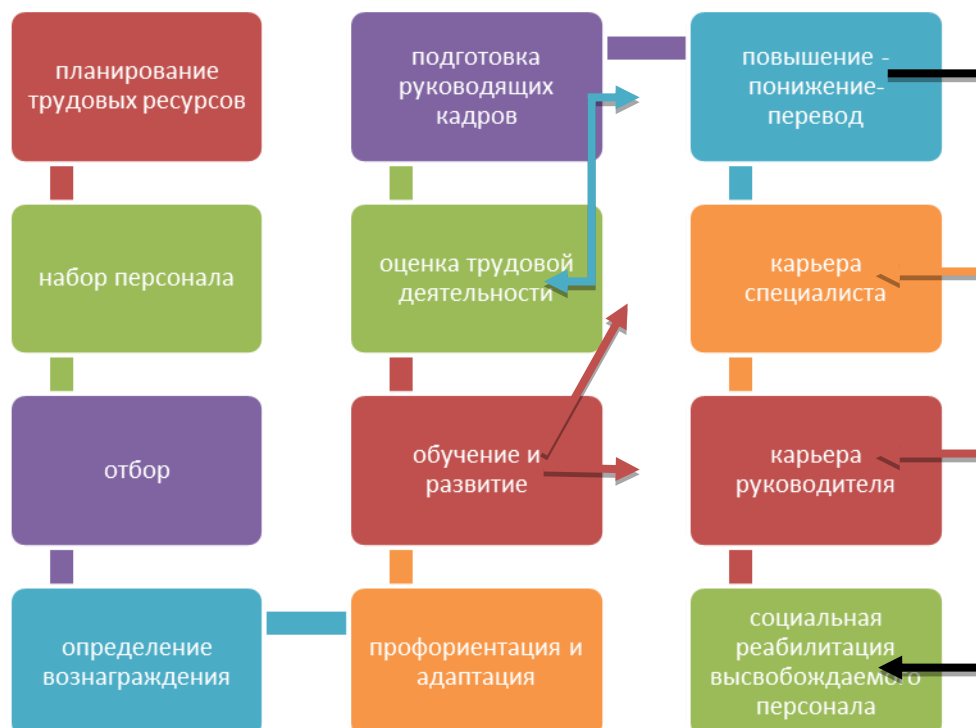 планирование
трудовых ресурсов
набор персонала
отбор
определение
вознаграждения
подготовка
руководящих
кадров
оценка трудовой
деятельности
обучение и
развитие
профориентация и
адаптация
повышение -
понижение-
перевод
карьера
специалиста
карьера
руководителя
социальная
реабилитация
высвобождаемого
персонала